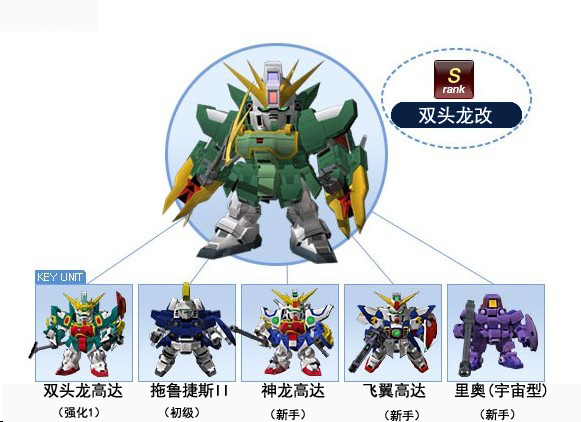 S
rank
双头龙改
KEY UNIT
双头龙高达 拖鲁捷斯II 神龙高达 飞翼高达 里奥(宇宙型)
(强化1) (初级) (新手) (新手) (新手)